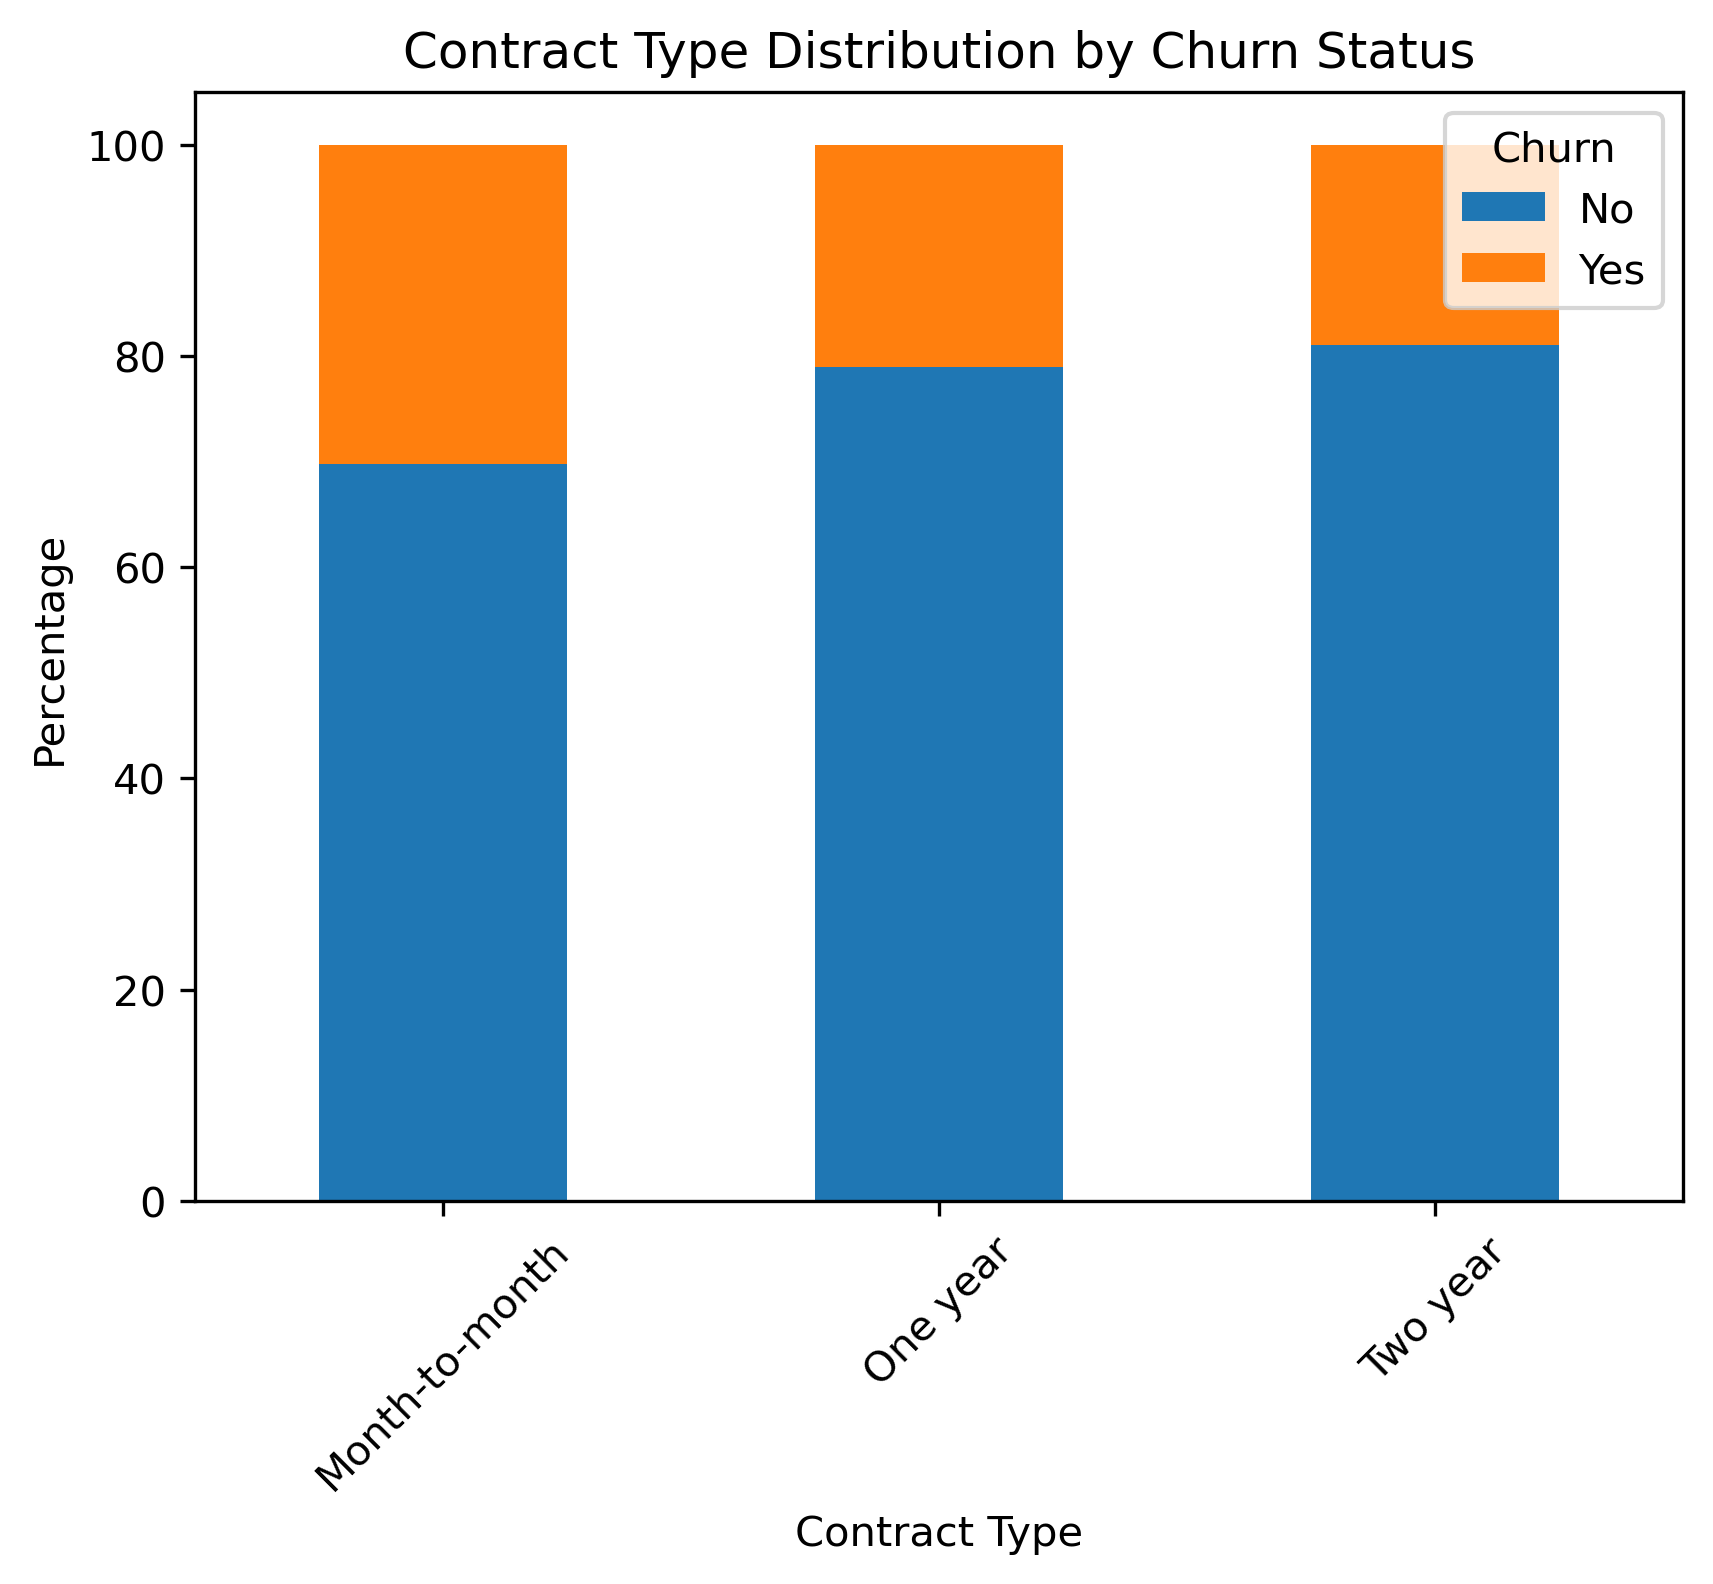 Contract Type Distribution by Churn Status
Churn
No
Yes
Percentage
100
80
60
40
20
0
Month-to-month
One year
Two year
Contract Type